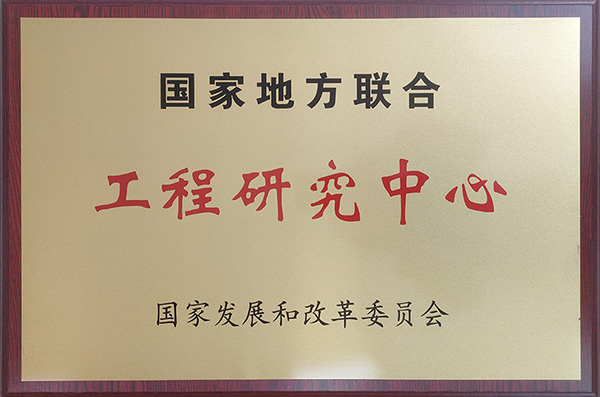 国家地方联合
工程研究中心
国家发展和改革委员会